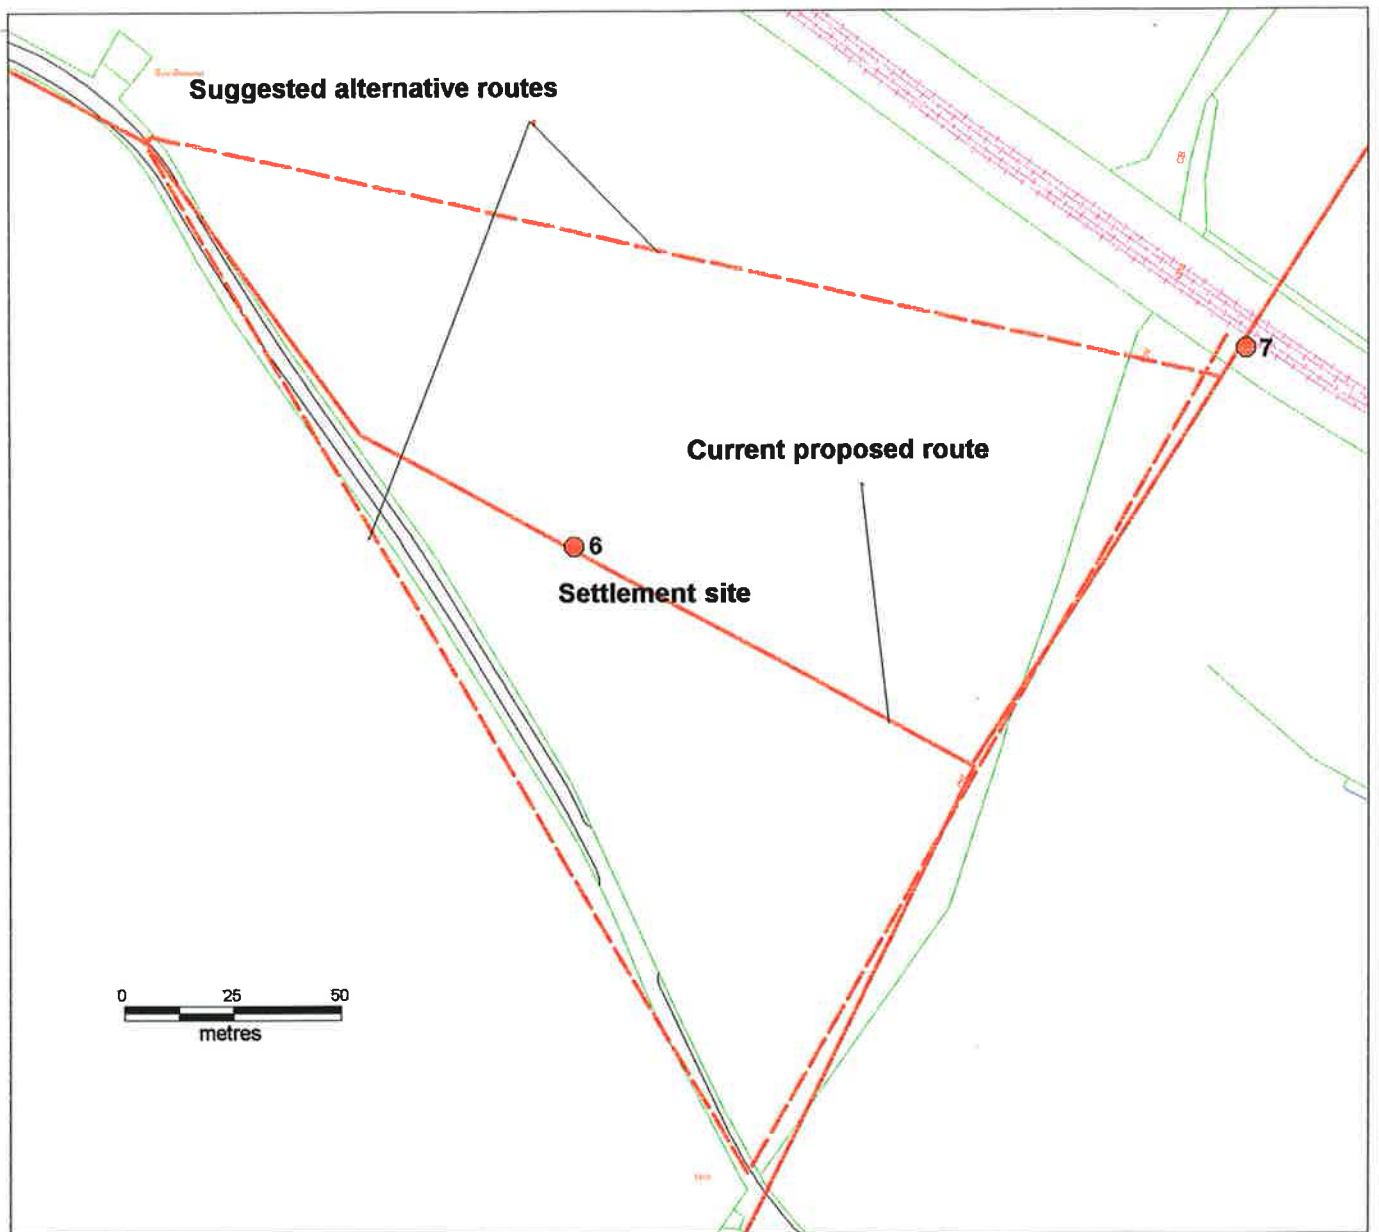 Suggested alternative routes
7
Current proposed route
6
Settlement site
0 25 50
metres